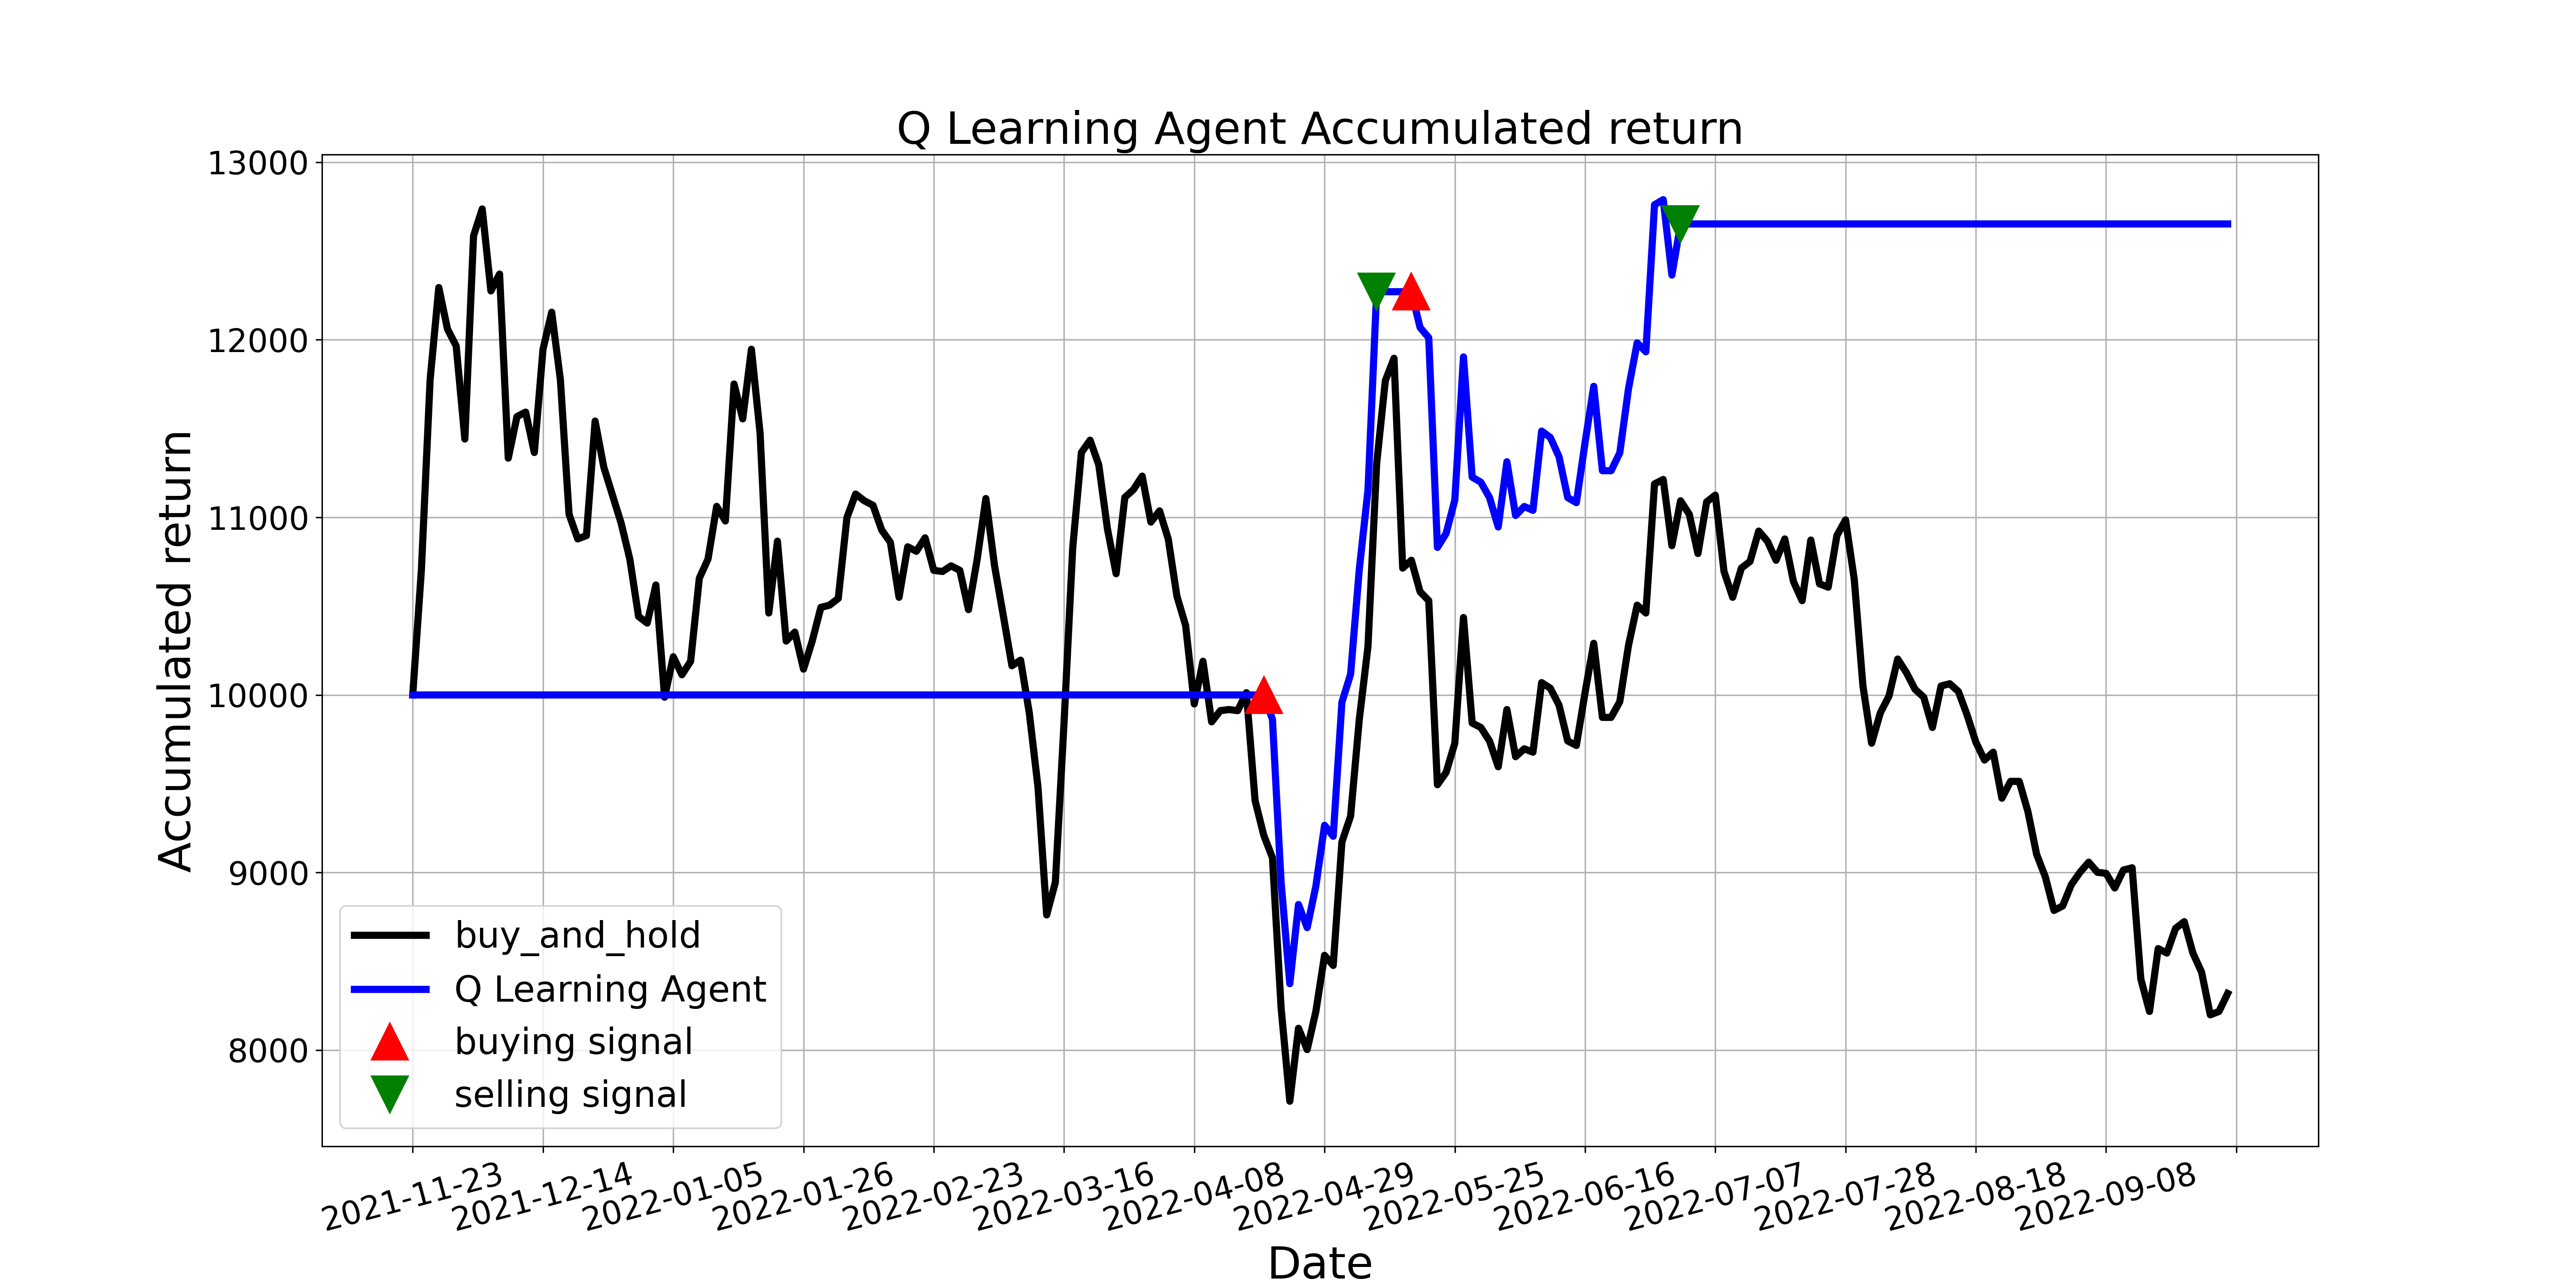 Q Learning Agent Accumulated return
Accumulated return
13000
12000
11000
10000
9000
8000
buy_and_hold
Q Learning Agent
buying signal
selling signal
2021-11-23
2021-12-14
2022-01-05
2022-01-26
2022-02-23
2022-03-16
2022-04-08
2022-04-29
2022-05-25
2022-06-16
2022-07-07
2022-07-28
2022-08-18
2022-09-08
Date